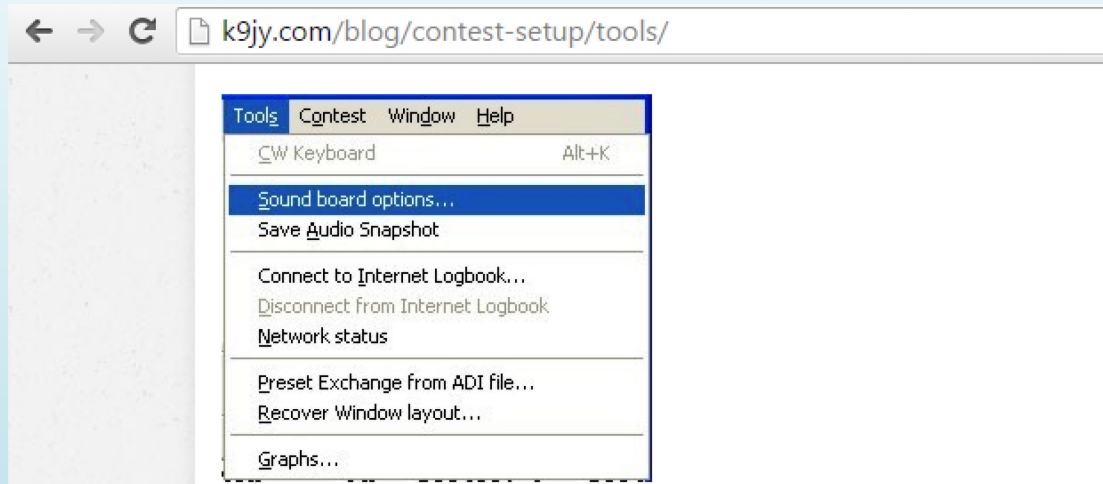 k9jy.com/blog/contest-setup/tools/
Tools Contest Window Help
CW Keyboard Alt+K
Sound board options...
Save Audio Snapshot
Connect to Internet Logbook...
Disconnect from Internet Logbook
Network status
Preset Exchange from ADI file...
Recover Window layout...
Graphs...